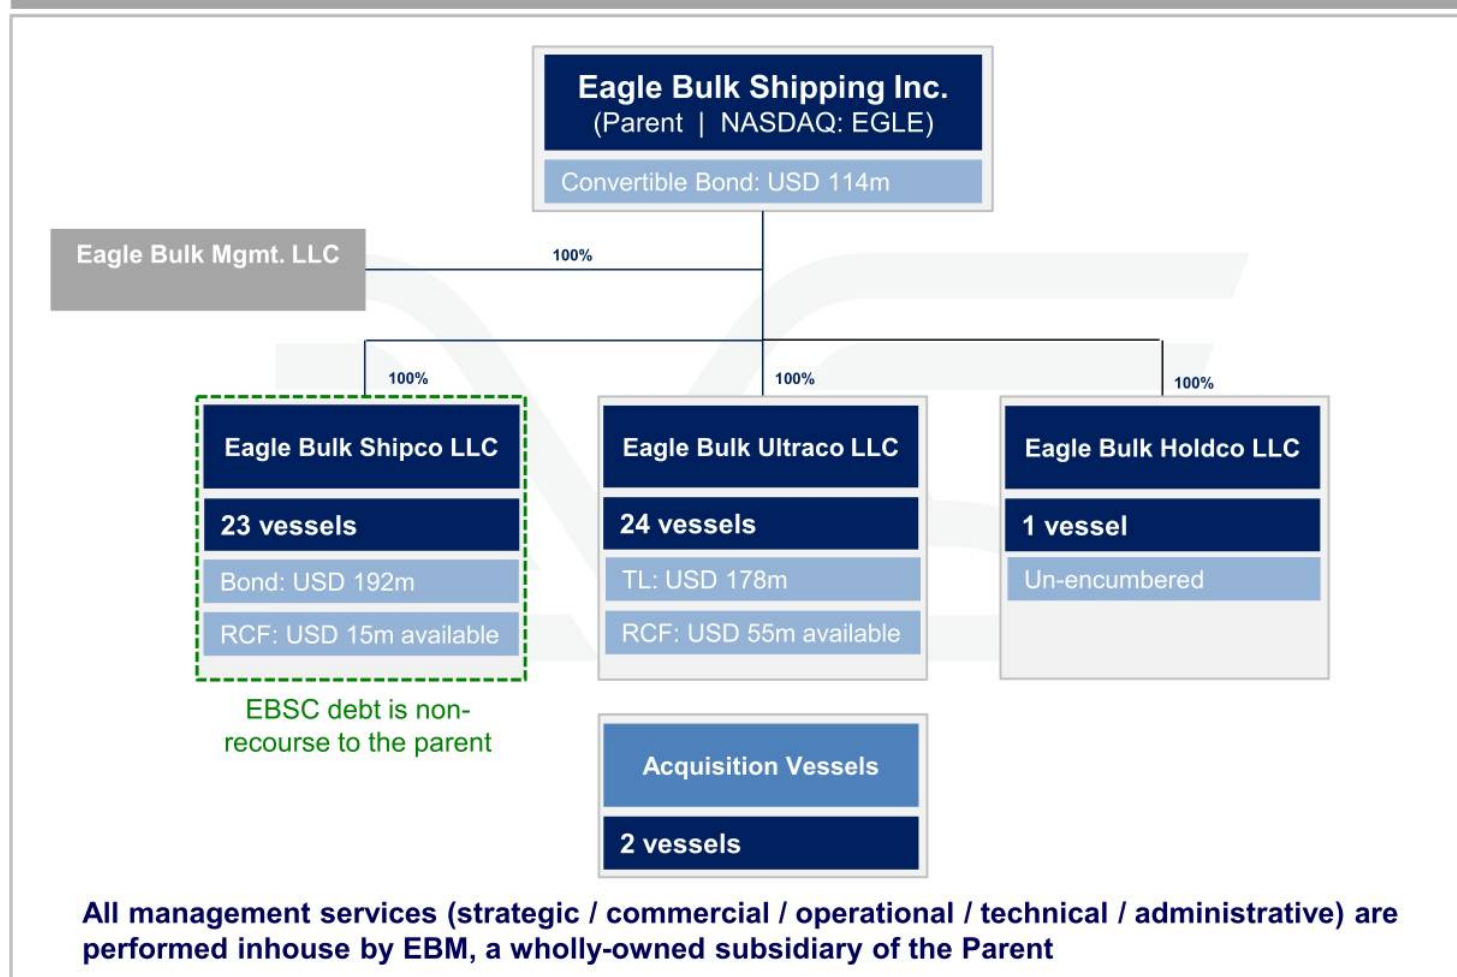 Eagle Bulk Shipping Inc.
(Parent | NASDAQ: EGLE)
Convertible Bond: USD 114m
Eagle Bulk Mgmt. LLC
100%
100%
100%
100%
Eagle Bulk Shipco LLC
23 vessels
Bond: USD 192m
RCF: USD 15m available
EBSC debt is non-
recourse to the parent
Eagle Bulk Ultraco LLC
24 vessels
TL: USD 178m
RCF: USD 55m available
Eagle Bulk Holdco LLC
1 vessel
Un-encumbered
Acquisition Vessels
2 vessels
All management services (strategic / commercial / operational / technical / administrative) are
performed inhouse by EBM, a wholly-owned subsidiary of the Parent